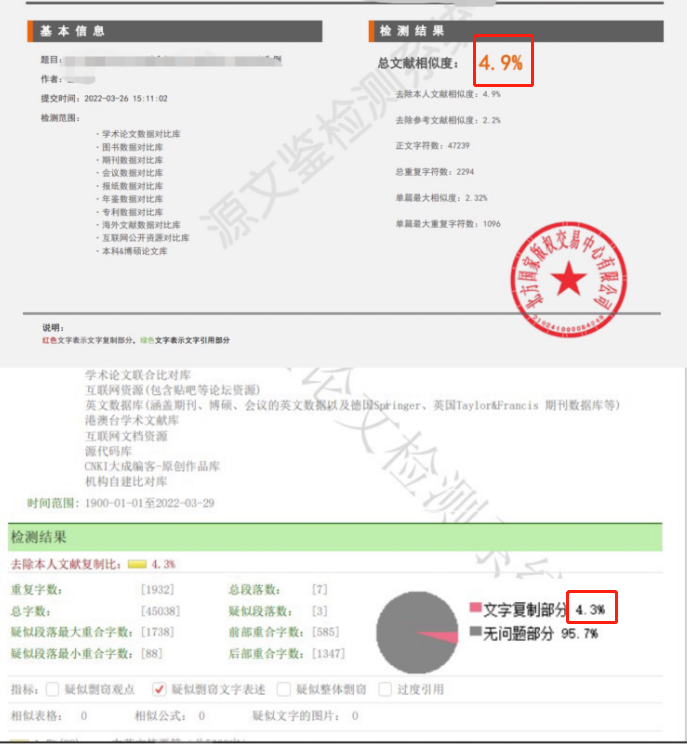 基本信息
检测结果
题目：
作者：
提交时间：2022-03-26 15:11:02
检测范围：
·学术论文数据对比库
·图书数据对比库
·期刊数据对比库
·会议数据对比库
·报纸数据对比库
·年鉴数据对比库
·专利数据对比库
·海外文献数据对比库
·互联网公开资源对比库
·本科&博硕论文库
总文献相似度：4.9%
去除本人文献相似度：4.9%
去除参考文献相似度：2.2%
正文字符数：47239
总重复字符数：2294
单篇最大相似度：2.32%
单篇最大重复字符数：1096
源文鉴检测系统
北方国家版权交易中心有限公司
说明：
红色文字表示文字复制部分，绿色文字表示文字引用部分
学术论文联合比对库
互联网资源(包含贴吧等论坛资源)
英文数据库(涵盖期刊、博硕、会议的英文数据以及德国Springer、英国Taylor&Francis 期刊数据库等)
港澳台学术文献库
互联网文档资源
源代码库
CNKI大成编客-原创作品库
机构自建比对库
时间范围：1900-01-01至2022-03-29
论文检测系统
检测结果
去除本人文献复制比：4.3%
重复字数：[1932] 总段落数：[7]
总字数：[45038] 疑似段落数：[3]
疑似段落最大重合字数：[1738] 前部重合字数：[585]
疑似段落最小重合字数：[88] 后部重合字数：[1347]
文字复制部分 4.3%
无问题部分 95.7%
指标：疑似剽窃观点 疑似剽窃文字表述 疑似整体剽窃 过度引用
相似表格：0 相似公式：0 疑似文字的图片：0